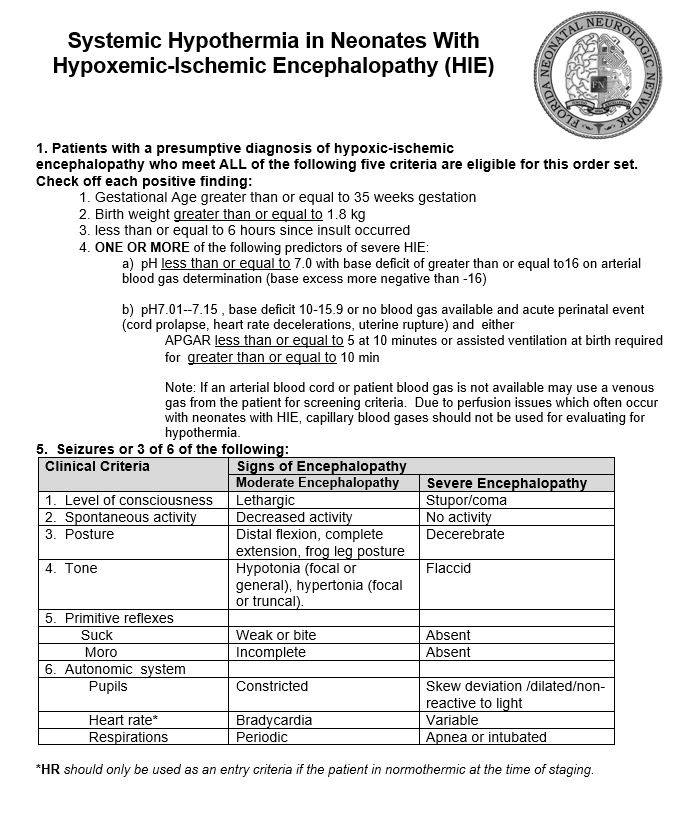 Systemic Hypothermia in Neonates With
Hypoxemic-Ischemic Encephalopathy (HIE)
FLORIDA NEONATAL NEUROLOGIC NETWORK
1. Patients with a presumptive diagnosis of hypoxic-ischemic
encephalopathy who meet ALL of the following five criteria are eligible for this order set.
Check off each positive finding:
1. Gestational Age greater than or equal to 35 weeks gestation
2. Birth weight greater than or equal to 1.8 kg
3. less than or equal to 6 hours since insult occurred
4. ONE OR MORE of the following predictors of severe HIE:
a) pH less than or equal to 7.0 with base deficit of greater than or equal to16 on arterial
blood gas determination (base excess more negative than -16)
b) pH7.01--7.15 , base deficit 10-15.9 or no blood gas available and acute perinatal event
(cord prolapse, heart rate decelerations, uterine rupture) and either
APGAR less than or equal to 5 at 10 minutes or assisted ventilation at birth required
for greater than or equal to 10 min
Note: If an arterial blood cord or patient blood gas is not available may use a venous
gas from the patient for screening criteria. Due to perfusion issues which often occur
with neonates with HIE, capillary blood gases should not be used for evaluating for
hypothermia.
5. Seizures or 3 of 6 of the following:
Clinical Criteria Signs of Encephalopathy
Moderate Encephalopathy Severe Encephalopathy
1. Level of consciousness Lethargic Stupor/coma
2. Spontaneous activity Decreased activity No activity
3. Posture Distal flexion, complete Decerebrate
extension, frog leg posture
4. Tone Hypotonia (focal or Flaccid
general), hypertonia (focal
or truncal).
5. Primitive reflexes
Suck Weak or bite Absent
Moro Incomplete Absent
6. Autonomic system
Pupils Constricted Skew deviation /dilated/non-
reactive to light
Heart rate* Bradycardia Variable
Respirations Periodic Apnea or intubated
*HR should only be used as an entry criteria if the patient in normothermic at the time of staging.